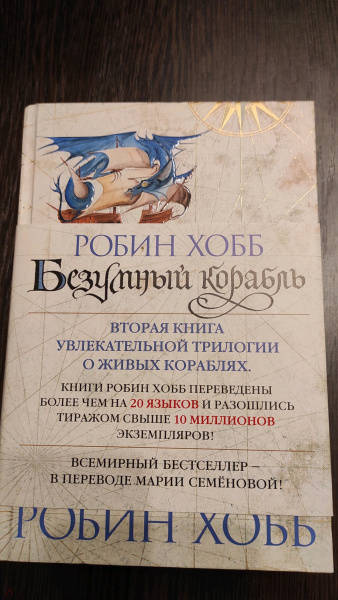 РОБИН ХОББ
Безумный корабль
ВТОРАЯ КНИГА
УВЛЕКАТЕЛЬНОЙ ТРИЛОГИИ
О ЖИВЫХ КОРАБЛЯХ.
КНИГИ РОБИН ХОББ ПЕРЕВЕДЕНЫ
БОЛЕЕ ЧЕМ НА 20 ЯЗЫКОВ И РАЗОШЛИСЬ
ТИРАЖОМ СВЫШЕ 10 МИЛЛИОНОВ
ЭКЗЕМПЛЯРОВ!
ВСЕМИРНЫЙ БЕСТСЕЛЛЕР –
В ПЕРЕВОДЕ МАРИИ СЕМЁНОВОЙ!
РОБИН ХОББ